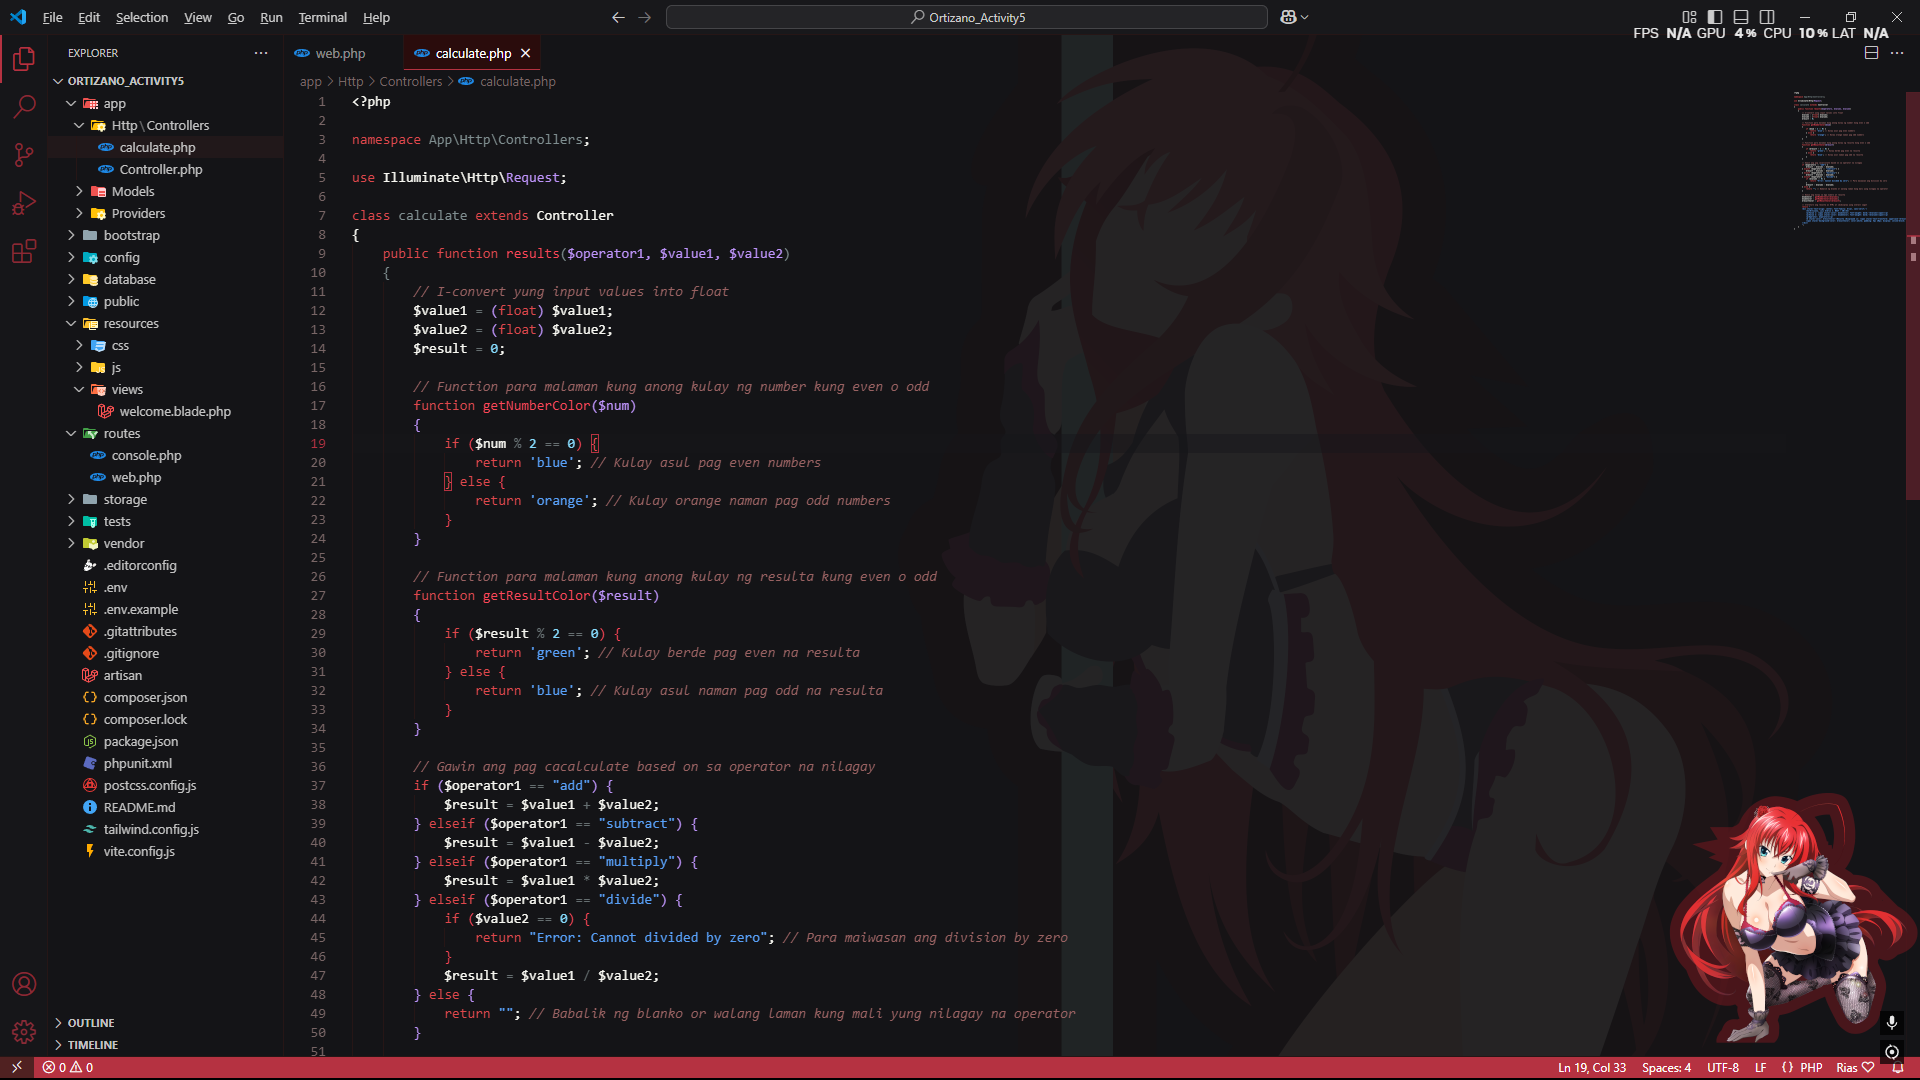 File Edit Selection View Go Run Terminal Help
Ortizano_Activity5
FPS N/A GPU 4% CPU 10% LAT N/A
EXPLORER
web.php
calculate.php
app > Http > Controllers > calculate.php
ORTIZANO_ACTIVITY5
app
Http\Controllers
calculate.php
Controller.php
Models
Providers
bootstrap
config
database
public
resources
css
js
views
welcome.blade.php
routes
console.php
web.php
storage
tests
vendor
.editorconfig
.env
.env.example
.gitattributes
.gitignore
artisan
composer.json
composer.lock
package.json
phpunit.xml
postcss.config.js
README.md
tailwind.config.js
vite.config.js
OUTLINE
TIMELINE
1 <?php
2
3 namespace App\Http\Controllers;
4
5 use Illuminate\Http\Request;
6
7 class calculate extends Controller
8 {
9 public function results($operator1, $value1, $value2)
10 {
11 // I-convert yung input values into float
12 $value1 = (float) $value1;
13 $value2 = (float) $value2;
14 $result = 0;
15
16 // Function para malaman kung anong kulay ng number kung even o odd
17 function getNumberColor($num)
18 {
19 if ($num % 2 == 0) {
20 return 'blue'; // Kulay asul pag even numbers
21 } else {
22 return 'orange'; // Kulay orange naman pag odd numbers
23 }
24 }
25
26 // Function para malaman kung anong kulay ng resulta kung even o odd
27 function getResultColor($result)
28 {
29 if ($result % 2 == 0) {
30 return 'green'; // Kulay berde pag even na resulta
31 } else {
32 return 'blue'; // Kulay asul naman pag odd na resulta
33 }
34 }
35
36 // Gawin ang pag cacalculate based on sa operator na nilagay
37 if ($operator1 == "add") {
38 $result = $value1 + $value2;
39 } elseif ($operator1 == "subtract") {
40 $result = $value1 - $value2;
41 } elseif ($operator1 == "multiply") {
42 $result = $value1 * $value2;
43 } elseif ($operator1 == "divide") {
44 if ($value2 == 0) {
45 return "Error: Cannot divided by zero"; // Para maiwasan ang division by zero
46 }
47 $result = $value1 / $value2;
48 } else {
49 return ""; // Babalik ng blanko or walang laman kung mali yung nilagay na operator
50 }
51
0 0
Ln 19, Col 33 Spaces: 4 UTF-8 LF {} PHP Rias